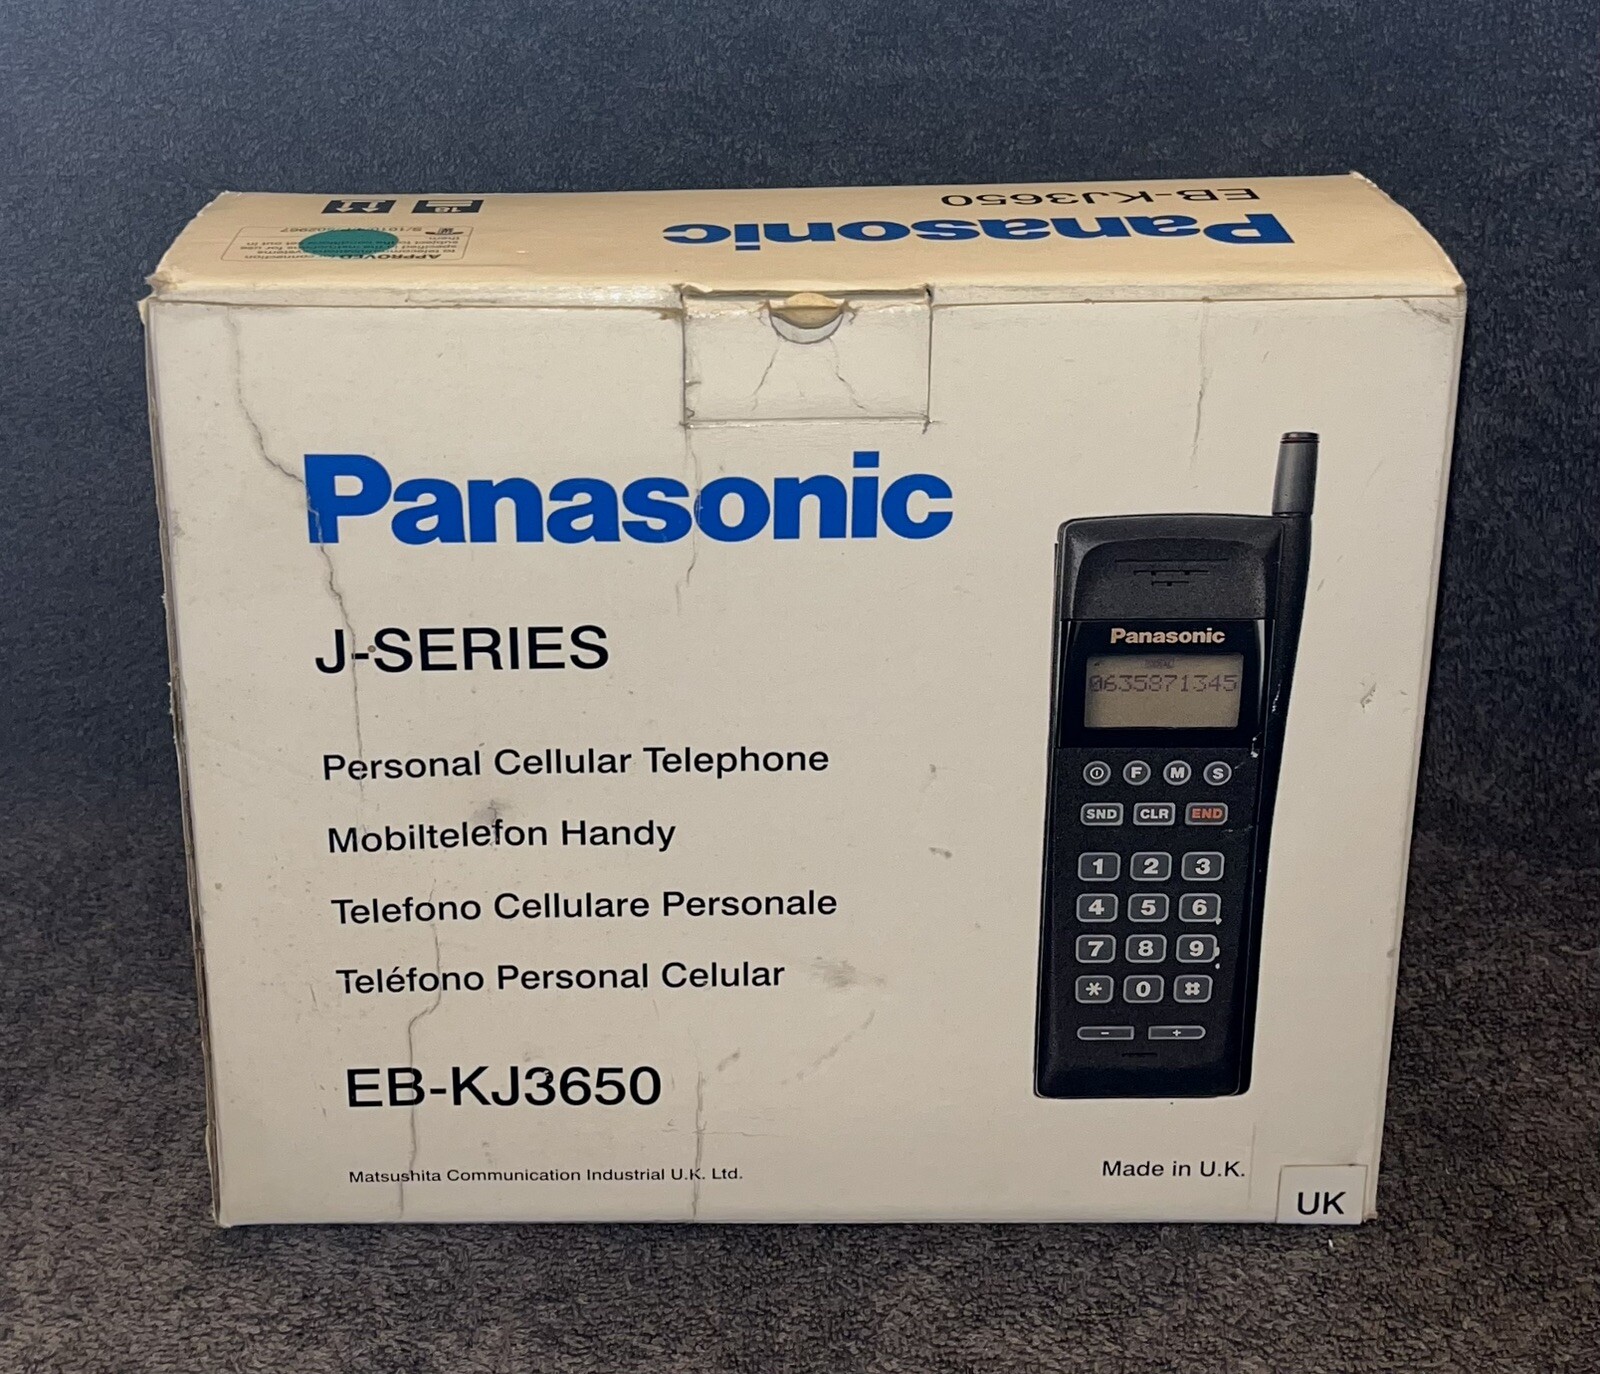 EB-KJ3650
Panasonic
APPROVED
Panasonic
J-SERIES
Personal Cellular Telephone
Mobiltelefon Handy
Telefono Cellulare Personale
Teléfono Personal Celular
EB-KJ3650
Matsushita Communication Industrial U.K. Ltd.
Made in U.K.
UK
Panasonic
0635871345
F M S
SND CLR END
1 2 3
4 5 6
7 8 9
* 0 #
- +